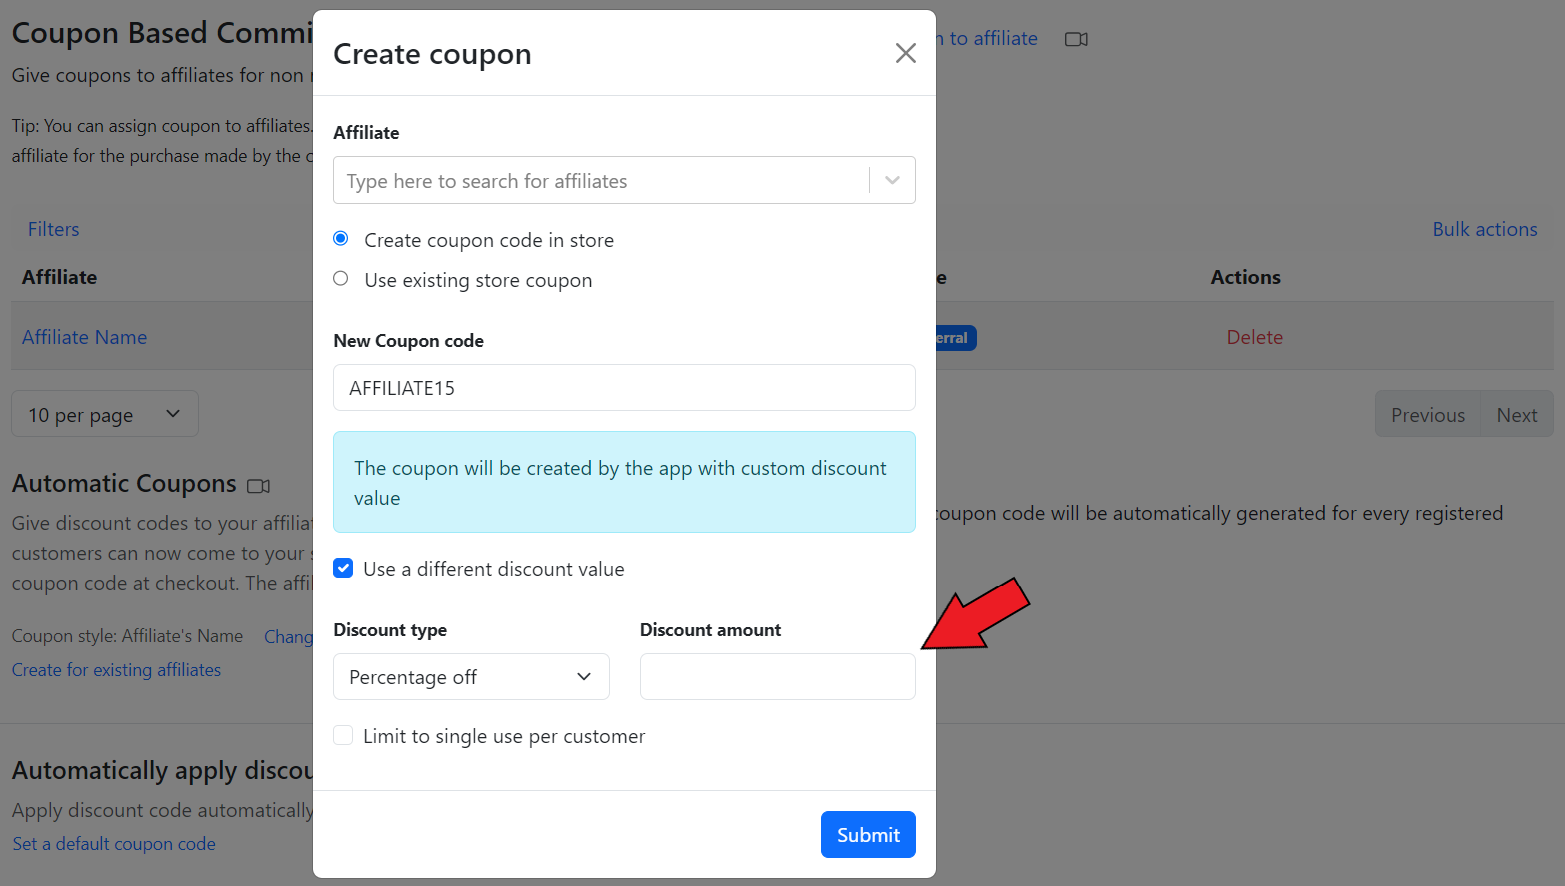 Coupon Based Commi
to affiliate
Give coupons to affiliates for non
Tip: You can assign coupon to affiliates.
affiliate for the purchase made by the
Filters
Bulk actions
Affiliate
Actions
Affiliate Name
erral
Delete
10 per page
Previous
Next
Automatic Coupons
Give discount codes to your affilia
coupon code will be automatically generated for every registered
customers can now come to your
coupon code at checkout. The affil
Coupon style: Affiliate's Name
Chang
Create for existing affiliates
Automatically apply discou
Apply discount code automatically
Set a default coupon code
Create coupon
Affiliate
Type here to search for affiliates
Create coupon code in store
Use existing store coupon
New Coupon code
AFFILIATE15
The coupon will be created by the app with custom discount
value
Use a different discount value
Discount type
Discount amount
Percentage off
Limit to single use per customer
Submit